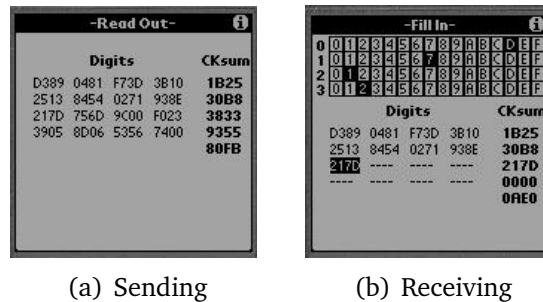 -Read Out-
Digits CKsum
D389 0481 F73D 3B10 1B25
2513 8454 0271 938E 30B8
217D 756D 9C00 F023 3833
3905 8D06 5356 7400 9355
80FB
(a) Sending
-Fill In-
0 0 1 2 3 4 5 6 7 8 9 A B C D E F
1 0 1 2 3 4 5 6 7 8 9 A B C D E F
2 0 1 2 3 4 5 6 7 8 9 A B C D E F
3 0 1 2 3 4 5 6 7 8 9 A B C D E F
Digits CKsum
D389 0481 F73D 3B10 1B25
2513 8454 0271 938E 30B8
217D ---- ---- ---- 217D
---- ---- ---- ---- 0000
0AE0
(b) Receiving